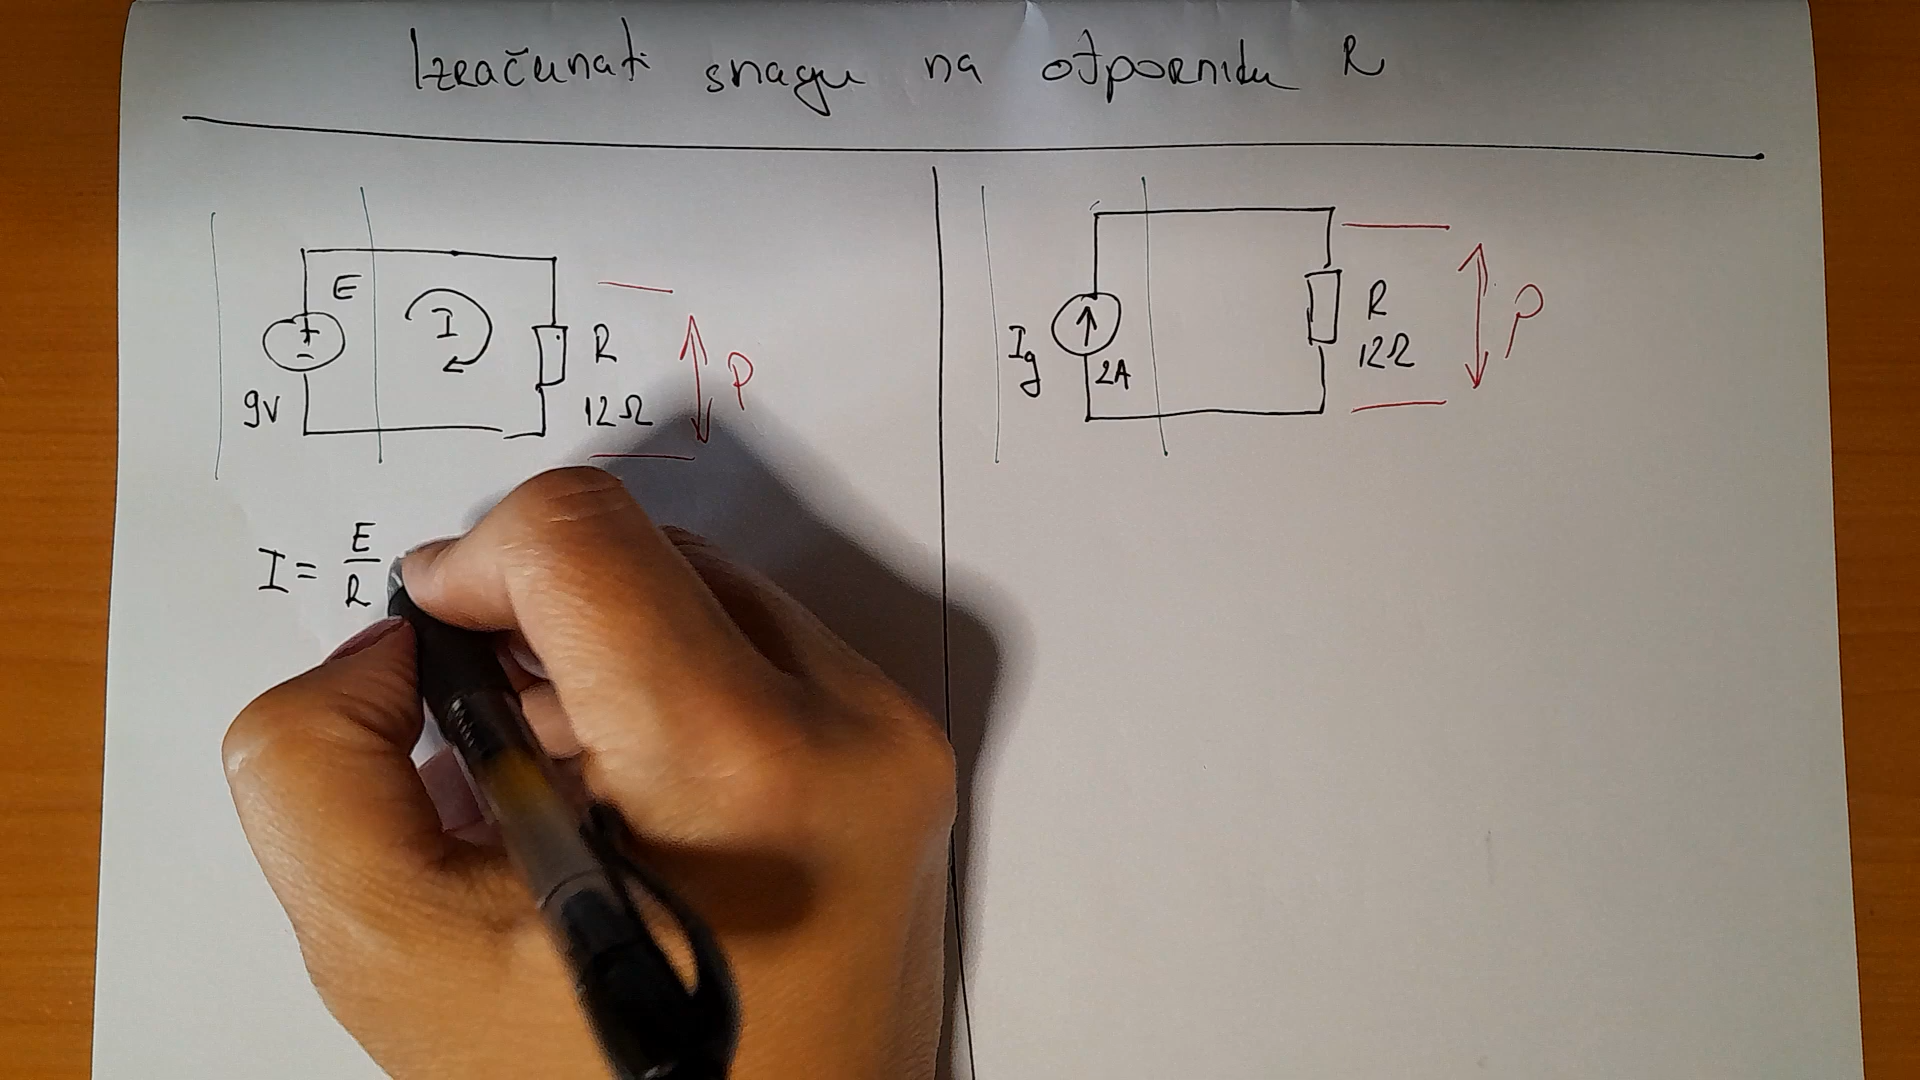 Izračunati snagu na otporniku R
E
I
R
12Ω
9V
P
I = E/R
Ig
2A
R
12Ω
P